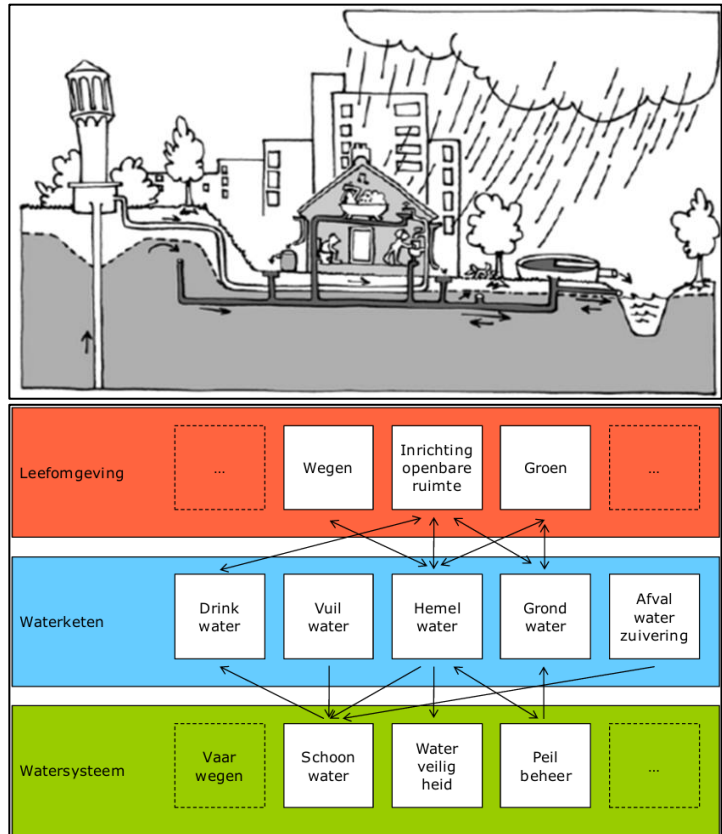 Leefomgeving
...
Wegen
Inrichting
openbare
ruimte
Groen
...
Waterketen
Drink
water
Vuil
water
Hemel
water
Grond
water
Afval
water
zuivering
Watersysteem
Vaar
wegen
Schoon
water
Water
veilig
heid
Peil
beheer
...